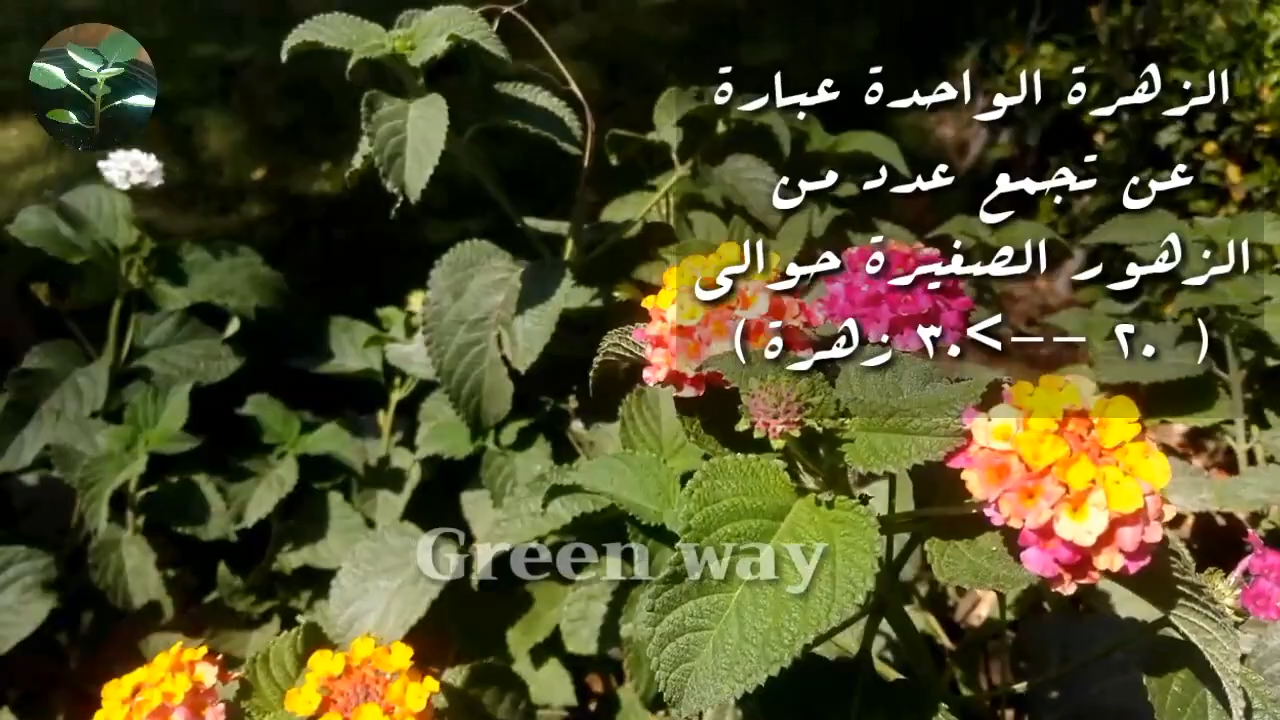 الزهرة الواحدة عبارة
عن تجمع عدد من
الزهور الصغيرة حوالى
( ٢٠ -->٣٠ زهرة)
Green way